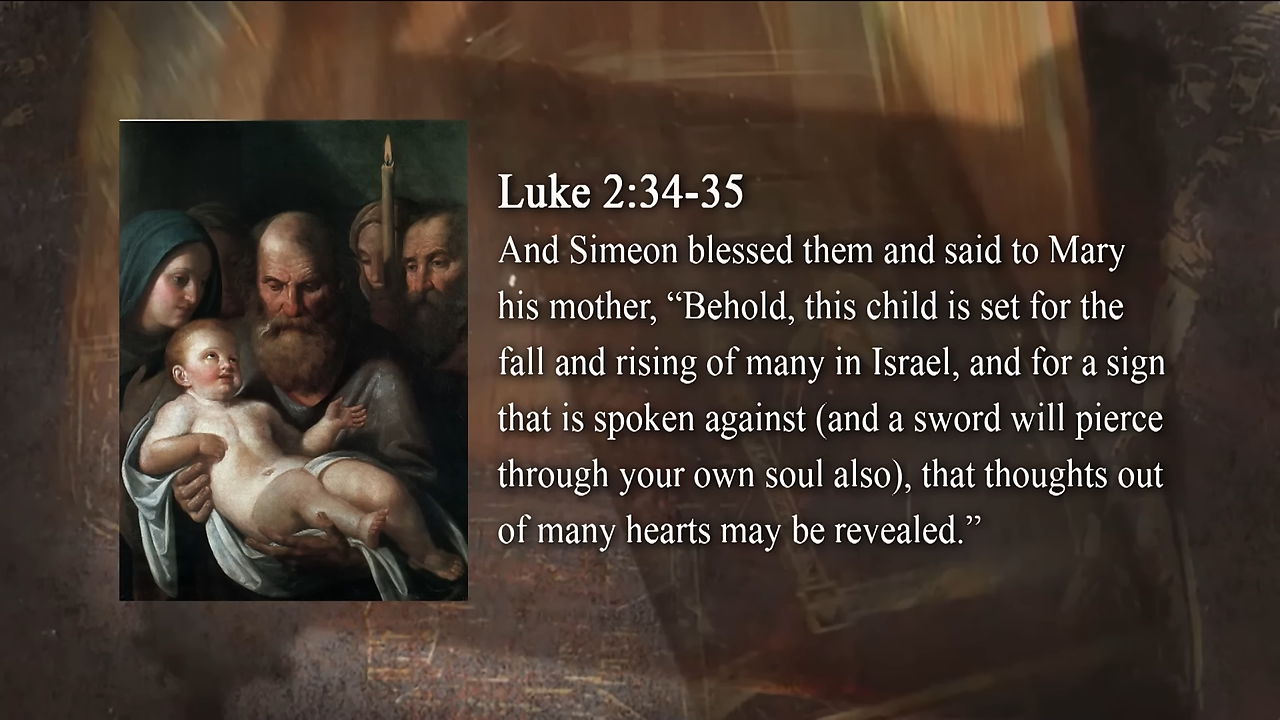 Luke 2:34-35
And Simeon blessed them and said to Mary
his mother, “Behold, this child is set for the
fall and rising of many in Israel, and for a sign
that is spoken against (and a sword will pierce
through your own soul also), that thoughts out
of many hearts may be revealed.”